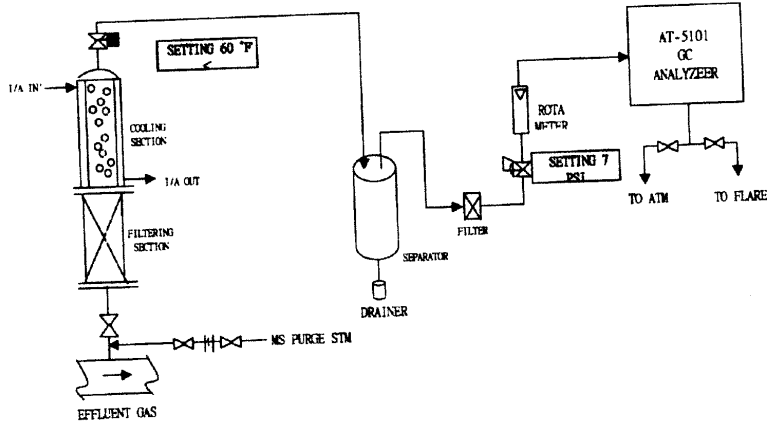 SETTING 60 °F
<
AT-5101
GC
ANALYZEER
I/A IN'
COOLING
SECTION
I/A OUT
ROTA
METER
SETTING 7
PSI
TO ATM
TO FLARE
FILTERING
SECTION
FILTER
SEPARATOR
DRAINER
MS PURGE STM
EFFLUENT GAS